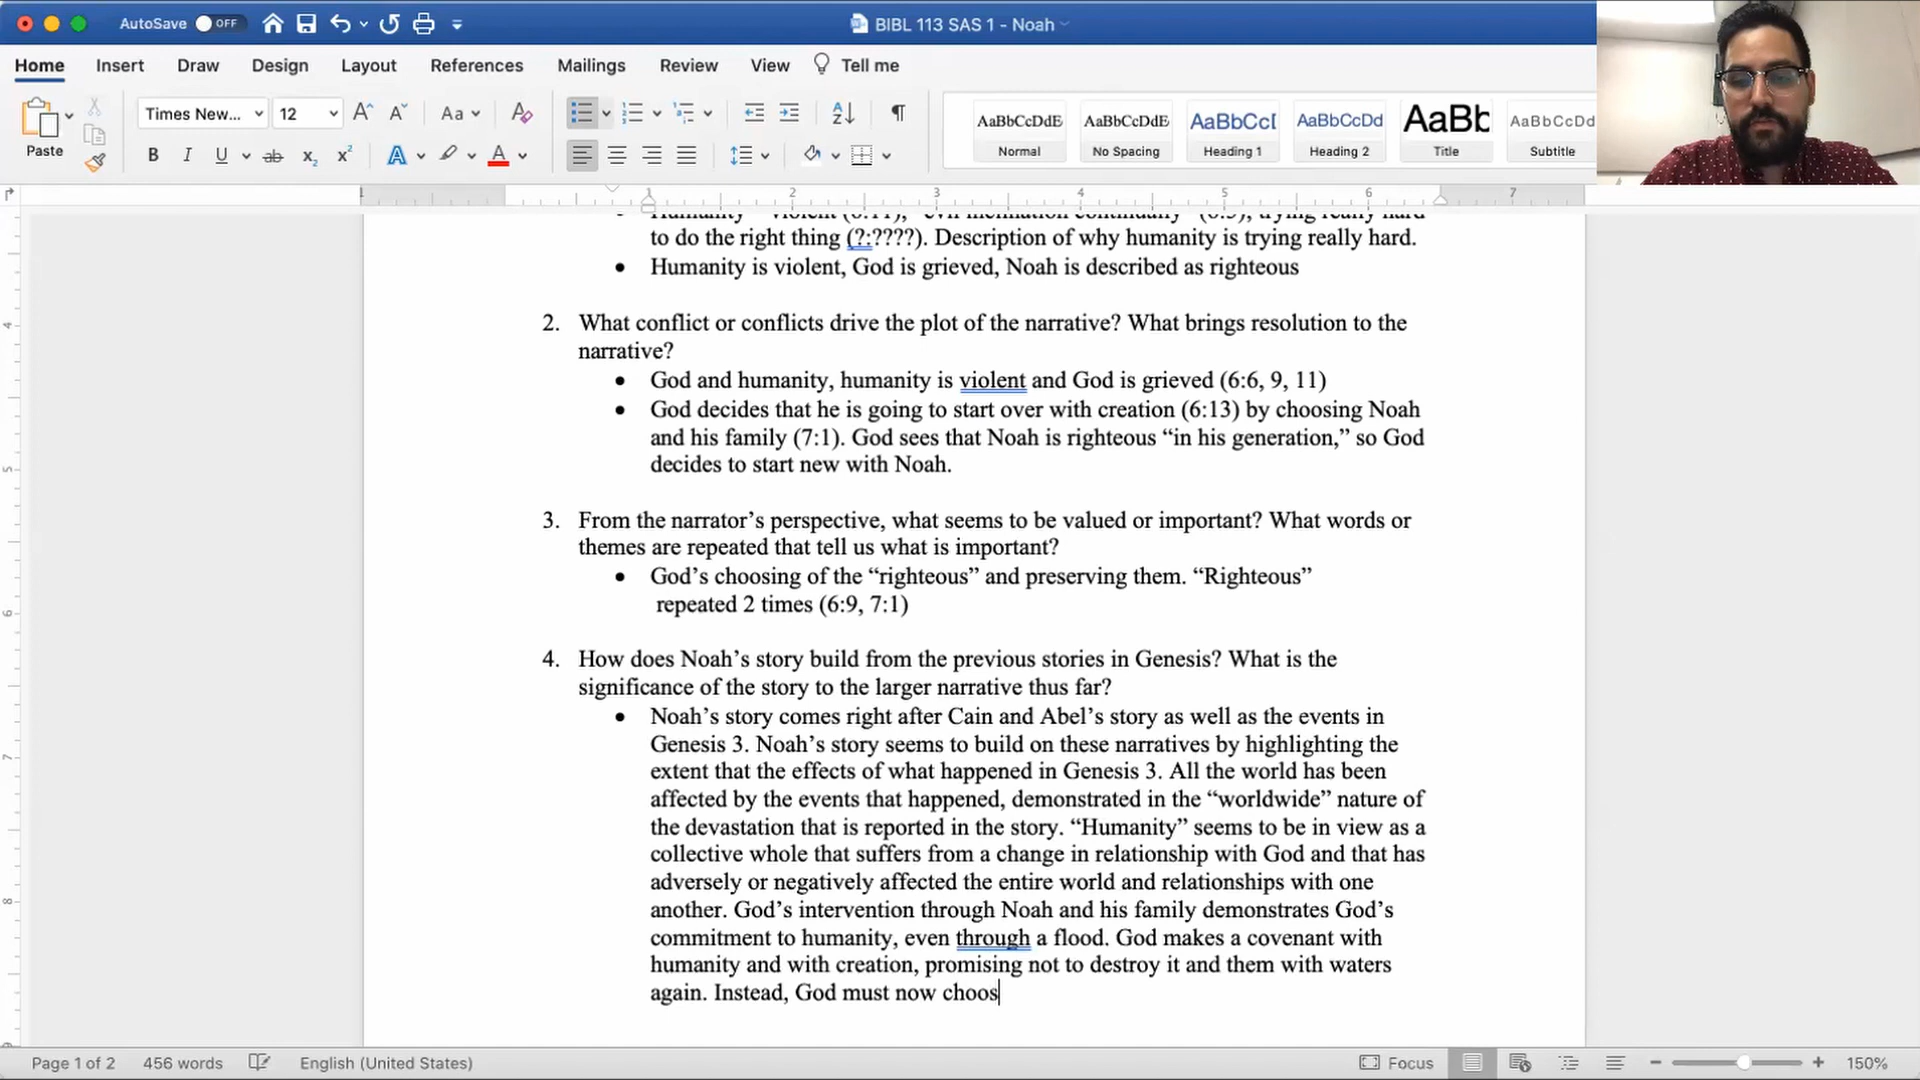 AutoSave OFF
BIBL 113 SAS 1 - Noah
Home Insert Draw Design Layout References Mailings Review View Tell me
Paste
Times New... 12 Aa
AaBbCcDdE AaBbCcDdE AaBbCcD AaBbCcDd AaBb AaBbCcDd
Normal No Spacing Heading 1 Heading 2 Title Subtitle
1 1 2 3 4 5 6 7
to do the right thing (?:????). Description of why humanity is trying really hard.
• Humanity is violent, God is grieved, Noah is described as righteous
2. What conflict or conflicts drive the plot of the narrative? What brings resolution to the
narrative?
• God and humanity, humanity is violent and God is grieved (6:6, 9, 11)
• God decides that he is going to start over with creation (6:13) by choosing Noah
and his family (7:1). God sees that Noah is righteous “in his generation,” so God
decides to start new with Noah.
3. From the narrator’s perspective, what seems to be valued or important? What words or
themes are repeated that tell us what is important?
• God’s choosing of the “righteous” and preserving them. “Righteous”
repeated 2 times (6:9, 7:1)
4. How does Noah’s story build from the previous stories in Genesis? What is the
significance of the story to the larger narrative thus far?
• Noah’s story comes right after Cain and Abel’s story as well as the events in
Genesis 3. Noah’s story seems to build on these narratives by highlighting the
extent that the effects of what happened in Genesis 3. All the world has been
affected by the events that happened, demonstrated in the “worldwide” nature of
the devastation that is reported in the story. “Humanity” seems to be in view as a
collective whole that suffers from a change in relationship with God and that has
adversely or negatively affected the entire world and relationships with one
another. God’s intervention through Noah and his family demonstrates God’s
commitment to humanity, even through a flood. God makes a covenant with
humanity and with creation, promising not to destroy it and them with waters
again. Instead, God must now choos
Page 1 of 2 456 words English (United States) Focus 150%